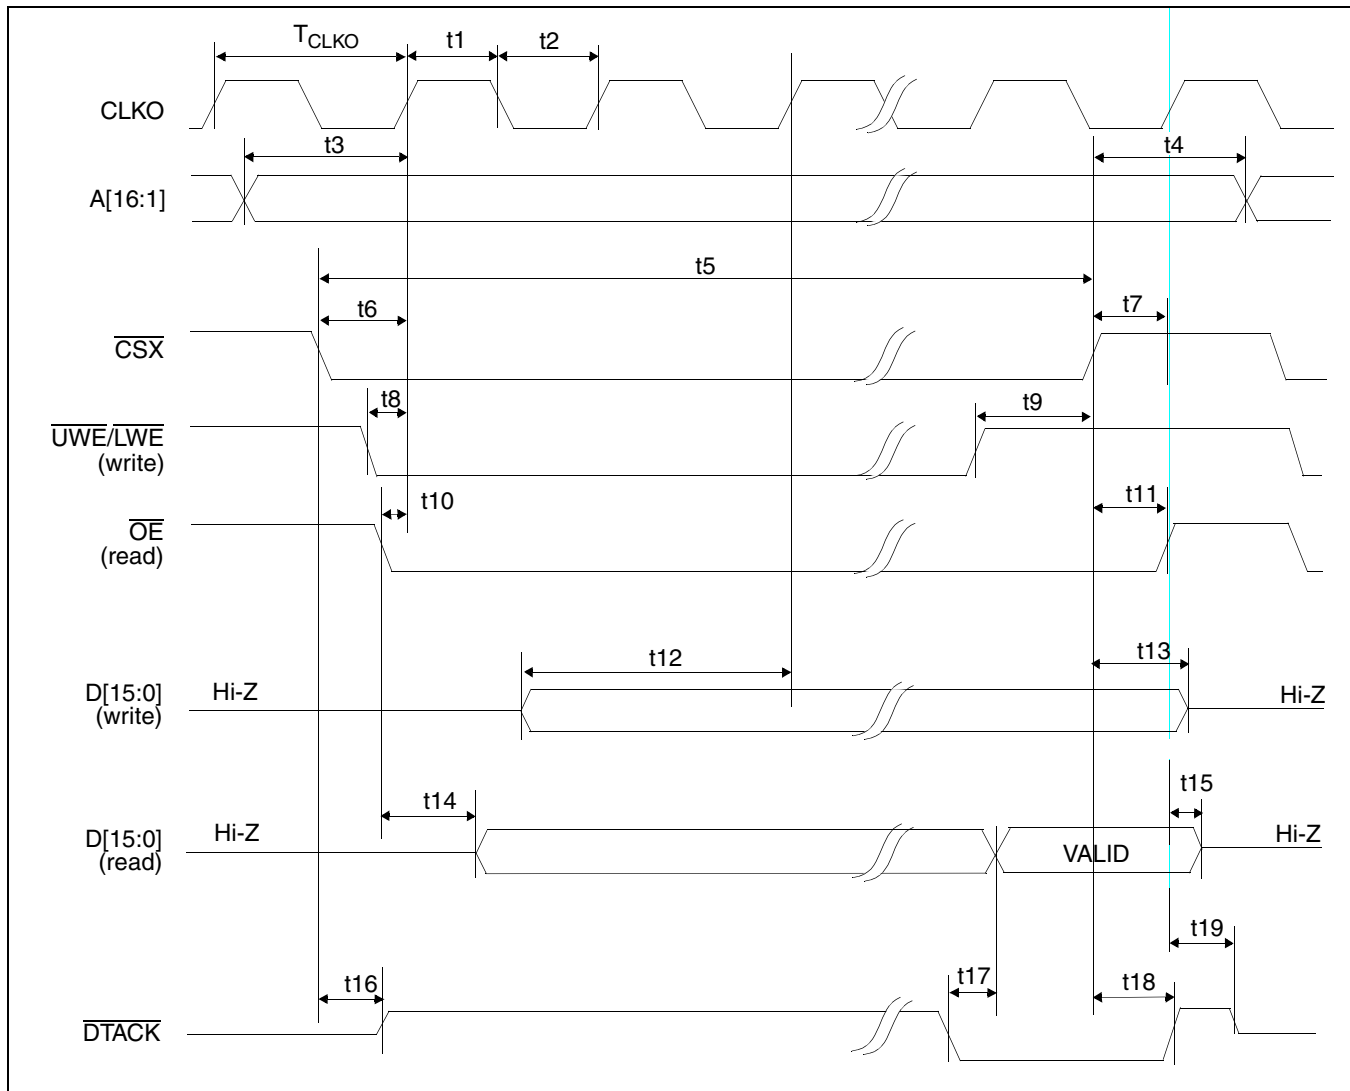 TCLKO
t1
t2
CLKO
t3
t4
A[16:1]
t5
t6
t7
CSX
t8
t9
UWE/LWE
(write)
t10
t11
OE
(read)
t12
t13
D[15:0]
(write)
Hi-Z
Hi-Z
t14
t15
D[15:0]
(read)
Hi-Z
VALID
Hi-Z
t16
t17
t18
t19
DTACK